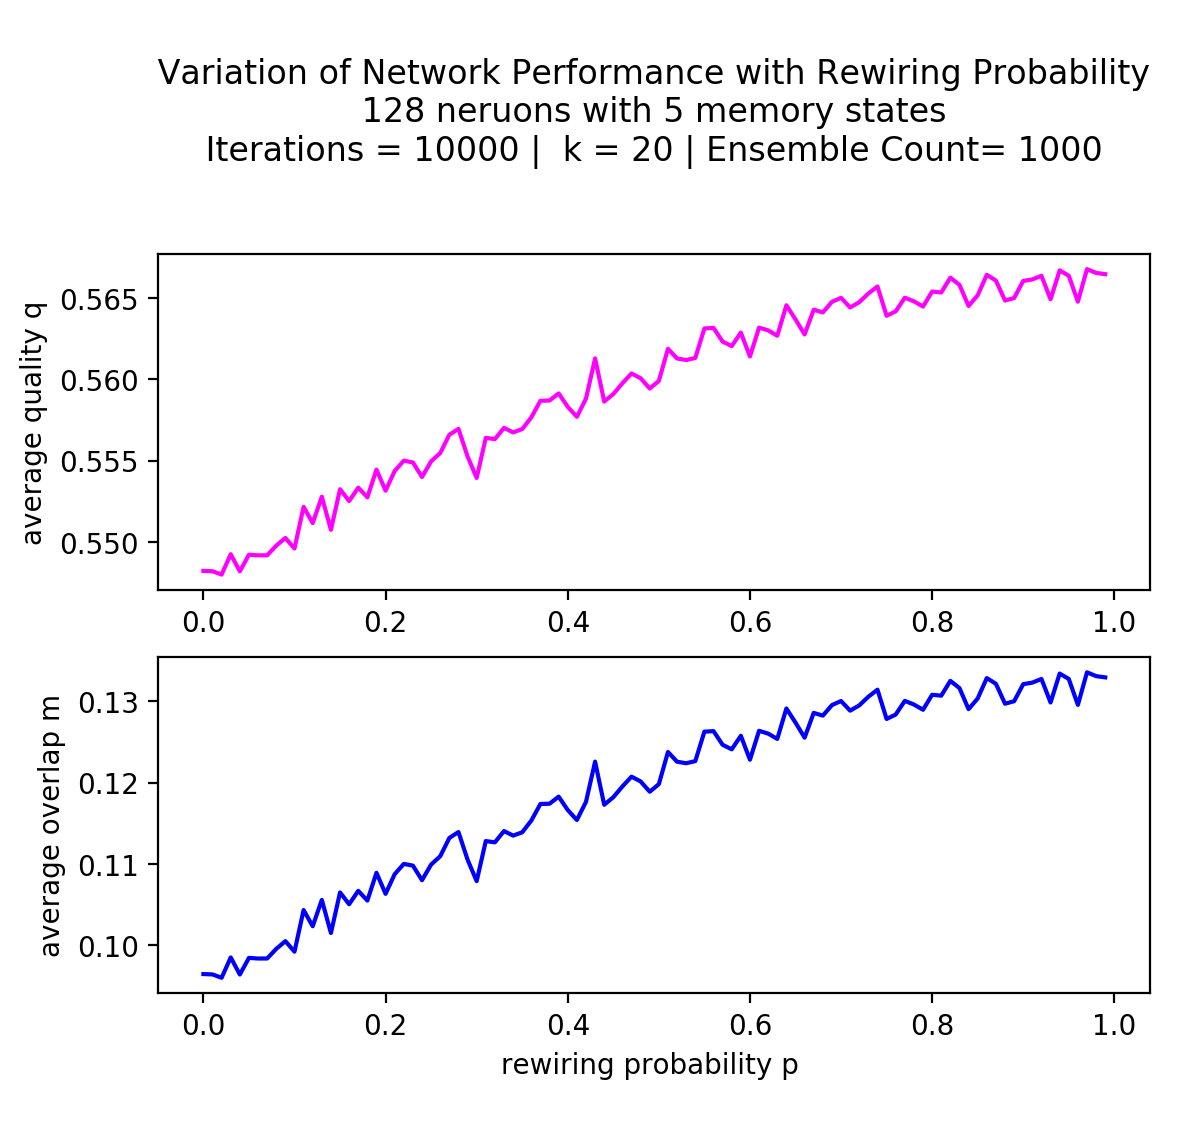 Variation of Network Performance with Rewiring Probability
128 neruons with 5 memory states
Iterations = 10000 |  k = 20 | Ensemble Count= 1000
average quality q
0.565
0.560
0.555
0.550
0.0 0.2 0.4 0.6 0.8 1.0
average overlap m
0.13
0.12
0.11
0.10
0.0 0.2 0.4 0.6 0.8 1.0
rewiring probability p